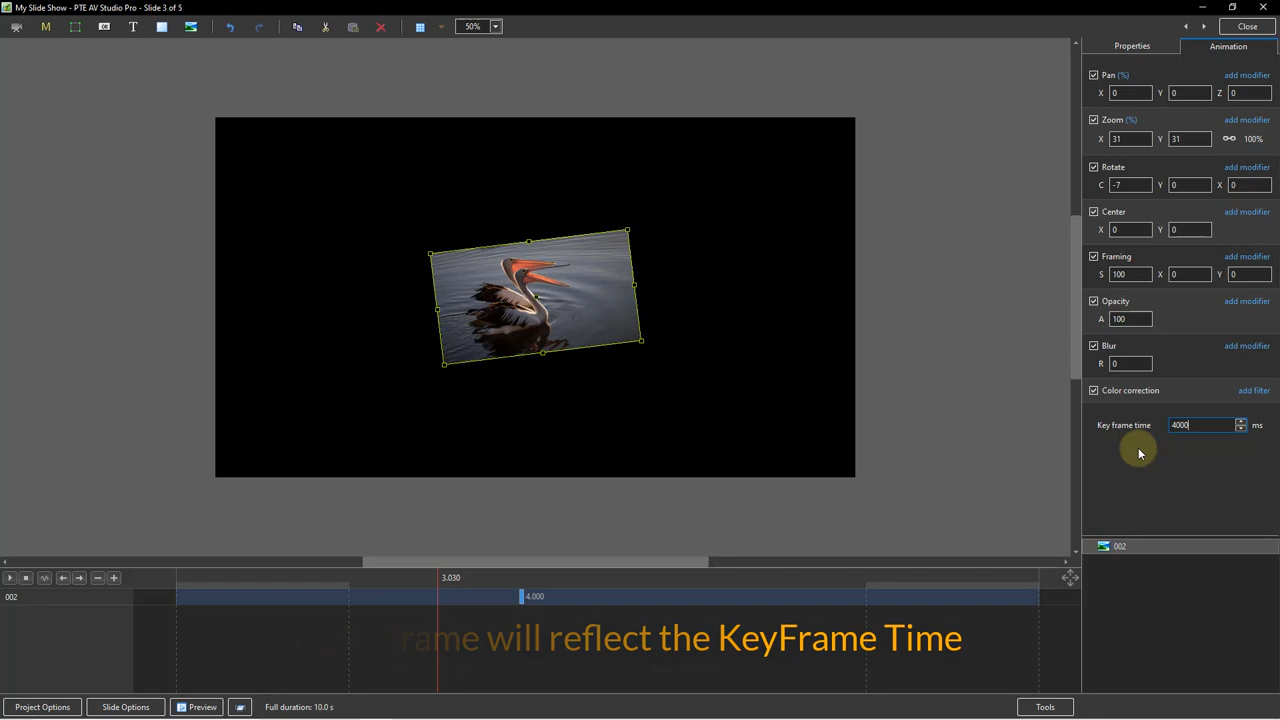 My Slide Show - PTE AV Studio Pro - Slide 3 of 5
M OK T 50% Close
Properties Animation
Pan (%) add modifier
X 0 Y 0 Z 0
Zoom (%) add modifier
X 31 Y 31 100%
Rotate add modifier
C -7 Y 0 X 0
Center add modifier
X 0 Y 0
Framing add modifier
S 100 X 0 Y 0
Opacity add modifier
A 100
Blur add modifier
R 0
Color correction add filter
Key frame time 4000 ms
002
3.030
002 4.000
rame will reflect the KeyFrame Time
Project Options Slide Options Preview Full duration: 10.0 s Tools